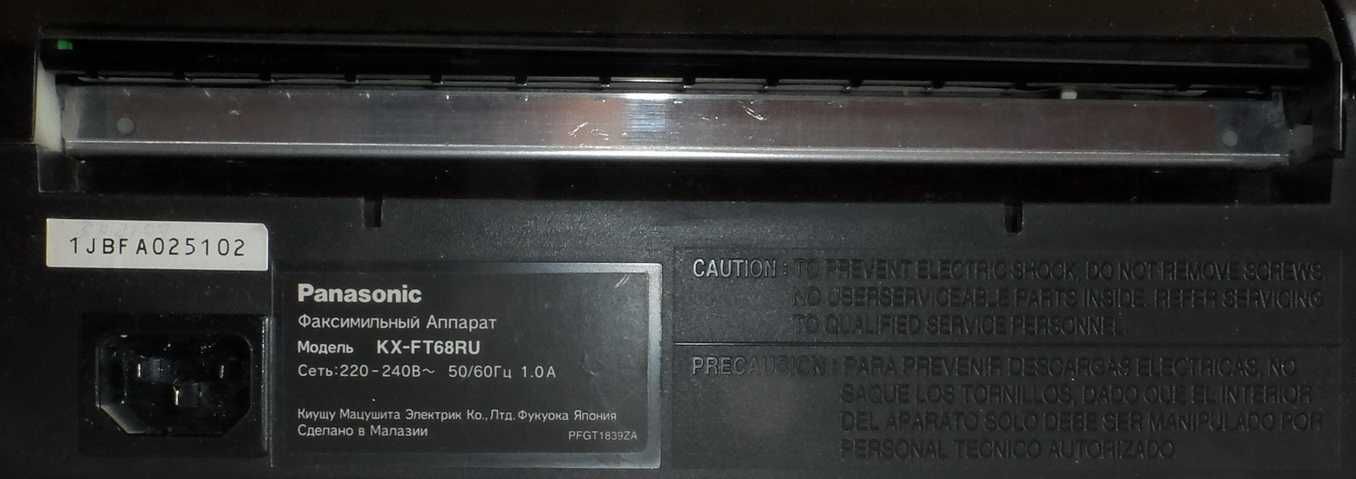 1JBFA025102
Panasonic
Факсимильный Аппарат
Модель KX-FT68RU
Сеть:220-240В~ 50/60Гц 1.0А
Киущу Мацушита Электрик Ко., Лтд. Фукуока Япония
Сделано в Малазии
PFGT1839ZA
CAUTION : TO PREVENT ELECTRIC SHOCK, DO NOT REMOVE SCREWS.
NO USERSERVICEABLE PARTS INSIDE. REFER SERVICING
TO QUALIFIED SERVICE PERSONNEL.
PRECAUCION : PARA PREVENIR DESCARGAS ELECTRICAS, NO
SAQUE LOS TORNILLOS, DADO QUE EL INTERIOR
DEL APARATO SOLO DEBE SER MANIPULADO POR
PERSONAL TECNICO AUTORIZADO